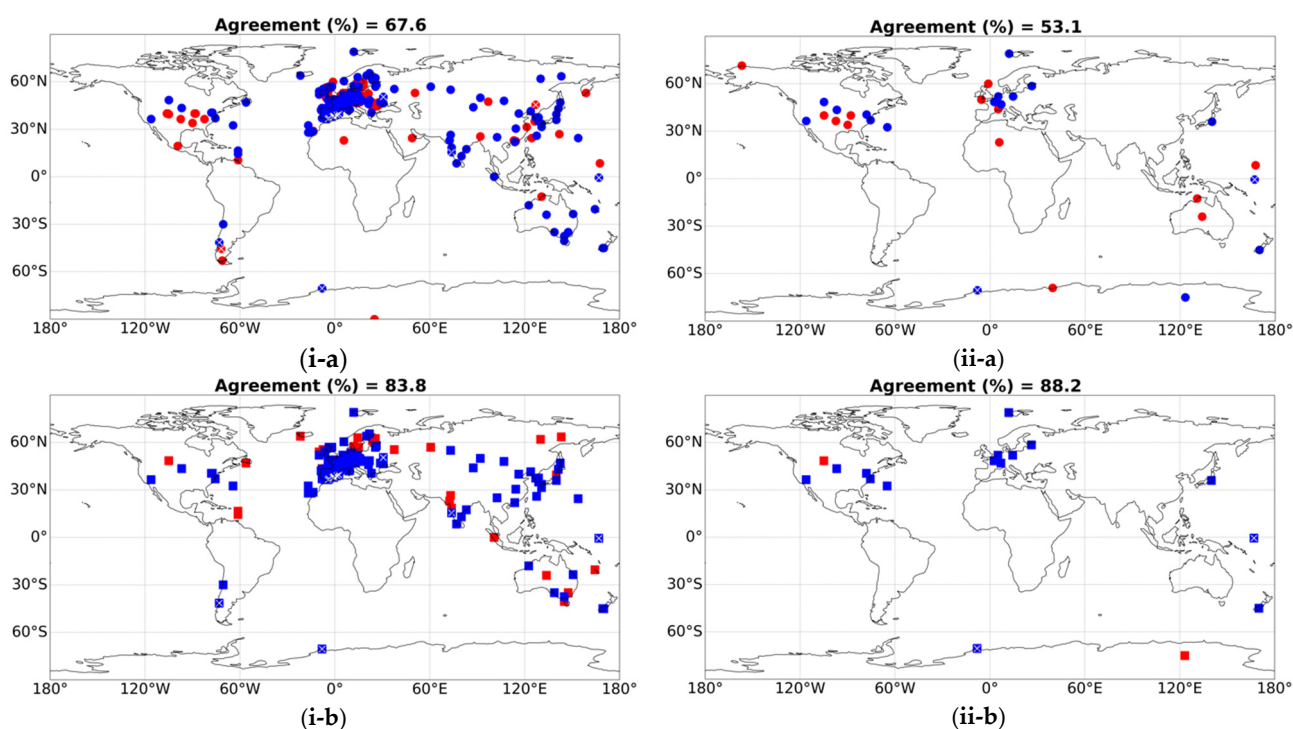 Agreement (%) = 67.6
Agreement (%) = 53.1
60°N
30°N
0°
30°S
60°S
180° 120°W 60°W 0° 60°E 120°E 180°
60°N
30°N
0°
30°S
60°S
180° 120°W 60°W 0° 60°E 120°E 180°
(i-a)
(ii-a)
Agreement (%) = 83.8
Agreement (%) = 88.2
60°N
30°N
0°
30°S
60°S
180° 120°W 60°W 0° 60°E 120°E 180°
60°N
30°N
0°
30°S
60°S
180° 120°W 60°W 0° 60°E 120°E 180°
(i-b)
(ii-b)